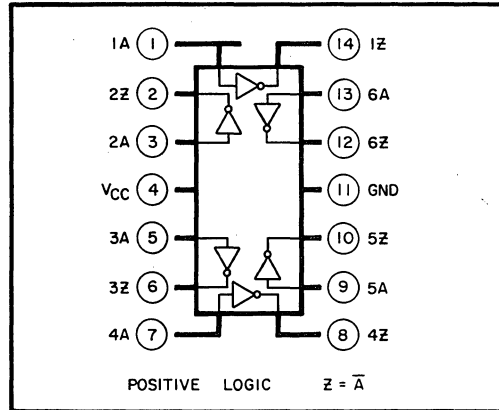 1A 1 14 1Z
2Z 2 13 6A
2A 3 12 6Z
VCC 4 11 GND
3A 5 10 5Z
3Z 6 9 5A
4A 7 8 4Z
POSITIVE LOGIC Z = A̅